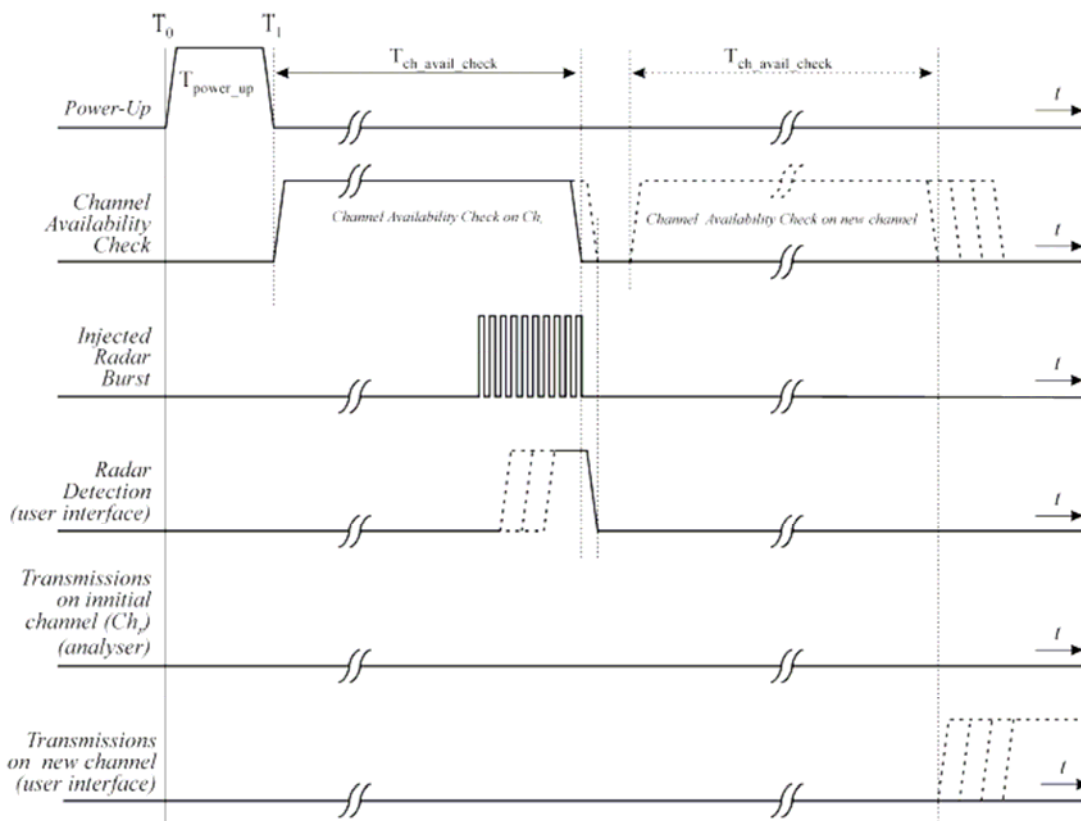 T0 T1
Tch_avail_check Tch_avail_check
Tpower_up
Power-Up
t
Channel
Availability
Check
Channel Availability Check on Chr
Channel Availability Check on new channel
t
Injected
Radar
Burst
t
Radar
Detection
(user interface)
t
Transmissions
on innitial
channel (Chr)
(analyser)
t
Transmissions
on new channel
(user interface)
t